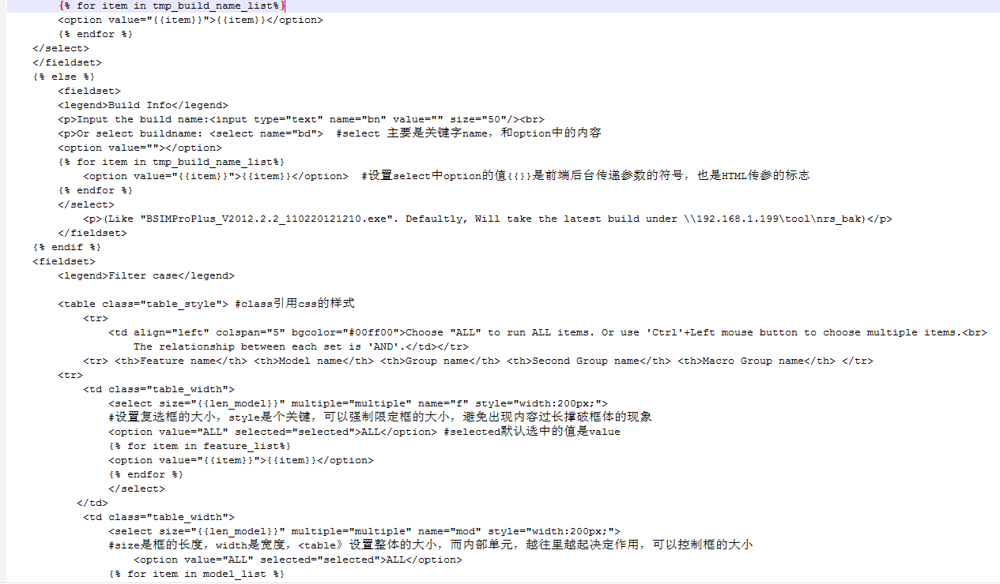 {% for item in tmp_build_name_list%}
<option value="{{item}}">{{item}}</option>
{% endfor %}
</select>
</fieldset>
{% else %}
<fieldset>
<legend>Build Info</legend>
<p>Input the build name:<input type="text" name="bn" value="" size="50"/><br>
<p>Or select buildname: <select name="bd">  #select 主要是关键字name，和option中的内容
<option value=""></option>
{% for item in tmp_build_name_list%}
<option value="{{item}}">{{item}}</option>  #设置select中option的值{{}}是前端后台传递参数的符号，也是HTML传参的标志
{% endfor %}
</select>
<p>(Like "BSIMProPlus_V2012.2.2_110220121210.exe". Defaultly, Will take the latest build under \\192.168.1.199\tool\nrs_bak)</p>
</fieldset>
{% endif %}
<fieldset>
<legend>Filter case</legend>
<table class="table_style"> #class引用css的样式
<tr>
<td align="left" colspan="5" bgcolor="#00ff00">Choose "ALL" to run ALL items. Or use 'Ctrl'+Left mouse button to choose multiple items.<br>
The relationship between each set is 'AND'.</td></tr>
<tr> <th>Feature name</th> <th>Model name</th> <th>Group name</th> <th>Second Group name</th> <th>Macro Group name</th> </tr>
<tr>
<td class="table_width">
<select size="{{len_model}}" multiple="multiple" name="f" style="width:200px;">
#设置复选框的大小，style是个关键，可以强制限定框的大小，避免出现内容过长撑破框体的现象
<option value="ALL" selected="selected">ALL</option> #selected默认选中的值是value
{% for item in feature_list%}
<option value="{{item}}">{{item}}</option>
{% endfor %}
</select>
</td>
<td class="table_width">
<select size="{{len_model}}" multiple="multiple" name="mod" style="width:200px;">
#size是框的长度，width是宽度，<table》设置整体的大小，而内部单元，越往里越起决定作用，可以控制框的大小
<option value="ALL" selected="selected">ALL</option>
{% for item in model_list %}